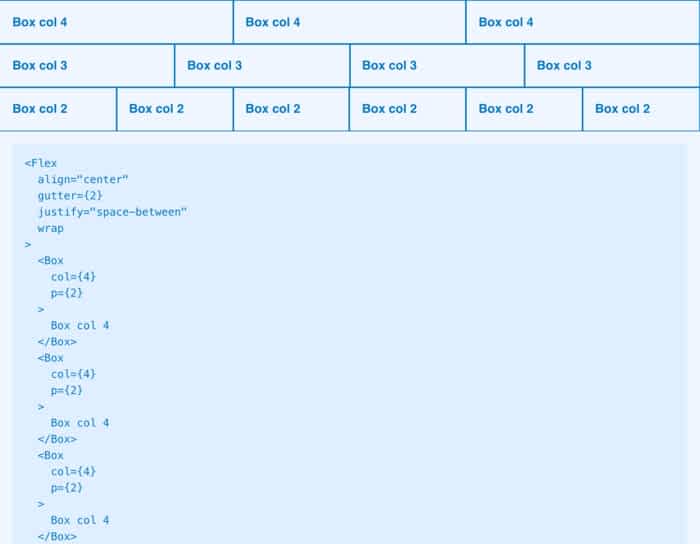 Box col 4 Box col 4 Box col 4
Box col 3 Box col 3 Box col 3 Box col 3
Box col 2 Box col 2 Box col 2 Box col 2 Box col 2 Box col 2
<Flex
  align="center"
  gutter={2}
  justify="space-between"
  wrap
>
  <Box
    col={4}
    p={2}
  >
    Box col 4
  </Box>
  <Box
    col={4}
    p={2}
  >
    Box col 4
  </Box>
  <Box
    col={4}
    p={2}
  >
    Box col 4
  </Box>